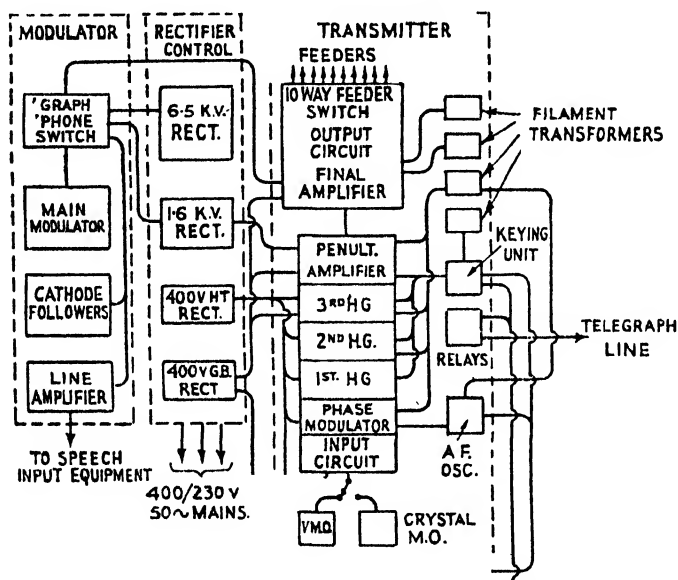 MODULATOR
'GRAPH
'PHONE
SWITCH
MAIN
MODULATOR
CATHODE
FOLLOWERS
LINE
AMPLIFIER
TO SPEECH
INPUT EQUIPMENT
RECTIFIER
CONTROL
6·5 K.V.
RECT.
1·6 K.V.
RECT.
400V HT
RECT.
400V G.B.
RECT
400/230 V
50~ MAINS.
TRANSMITTER
FEEDERS
10 WAY FEEDER
SWITCH
OUTPUT
CIRCUIT
FINAL
AMPLIFIER
PENULT.
AMPLIFIER
3RD HG
2ND H.G.
1ST. HG
PHASE
MODULATOR
INPUT
CIRCUIT
V.M.O.
CRYSTAL
M.O.
FILAMENT
TRANSFORMERS
KEYING
UNIT
RELAYS
TELEGRAPH
LINE
A.F.
OSC.